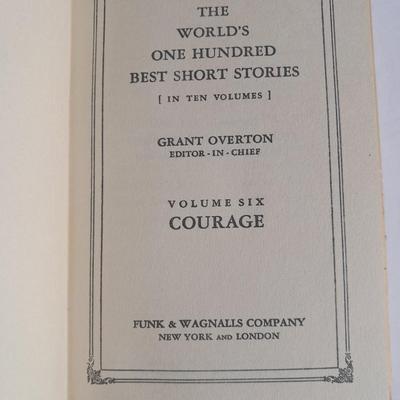 THE
WORLD'S
ONE HUNDRED
BEST SHORT STORIES
[ IN TEN VOLUMES ]
GRANT OVERTON
EDITOR-IN-CHIEF
VOLUME SIX
COURAGE
FUNK & WAGNALLS COMPANY
NEW YORK AND LONDON